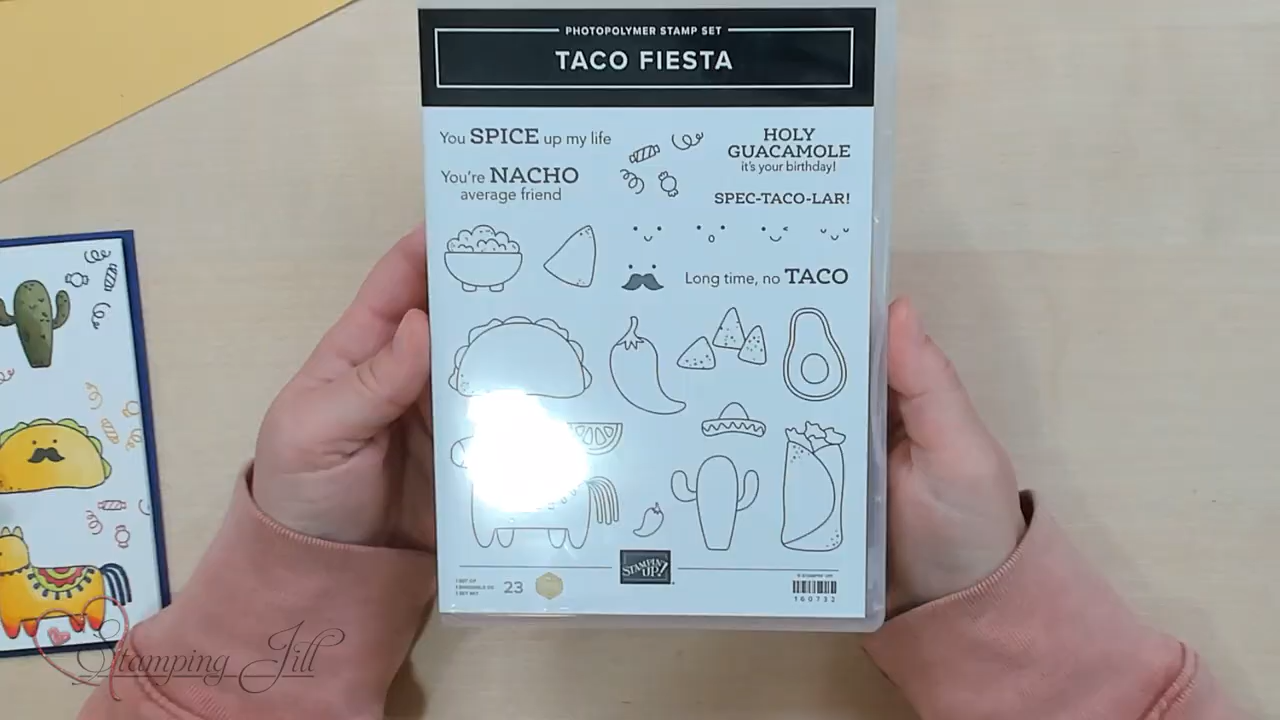 PHOTOPOLYMER STAMP SET
TACO FIESTA
You SPICE up my life
You're NACHO
average friend
HOLY
GUACAMOLE
it's your birthday!
SPEC-TACO-LAR!
Long time, no TACO
STAMPIN' UP!
23
160732
Stamping Jill